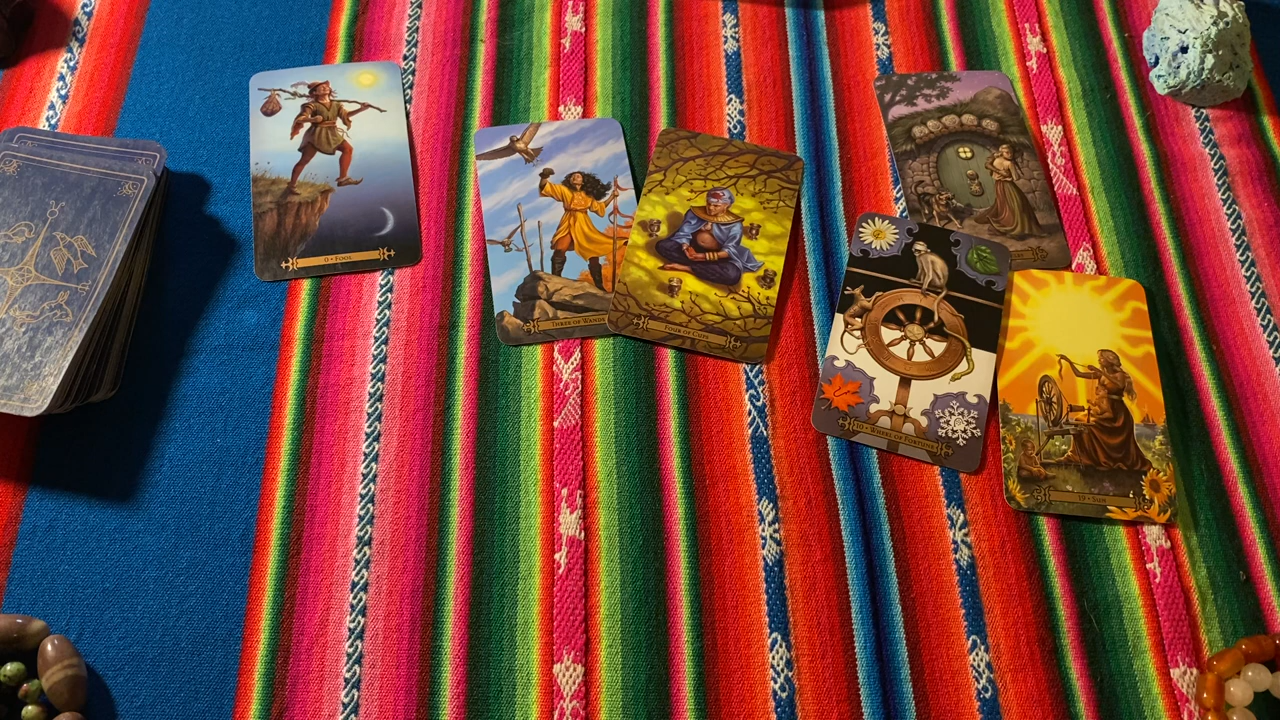 0 • Fool
Three of Wands
Four of Cups
10 • Wheel of Fortune
19 • Sun